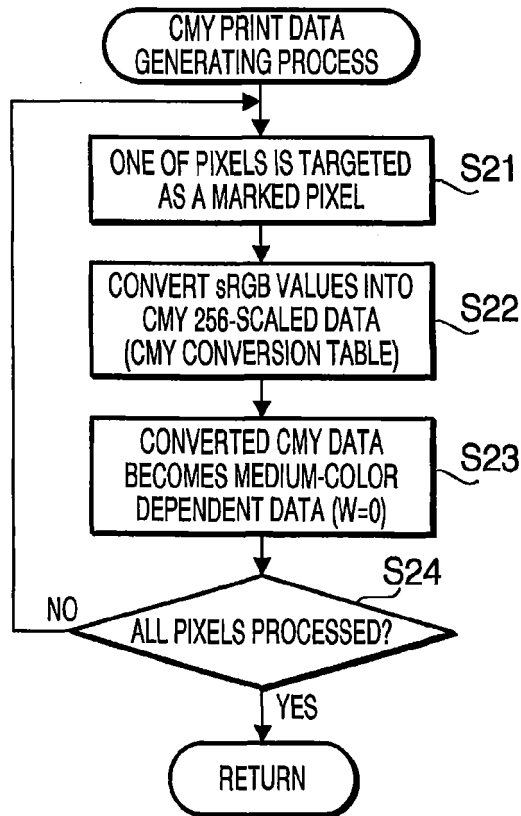 CMY PRINT DATA
GENERATING PROCESS
ONE OF PIXELS IS TARGETED
AS A MARKED PIXEL
S21
CONVERT sRGB VALUES INTO
CMY 256-SCALED DATA
(CMY CONVERSION TABLE)
S22
CONVERTED CMY DATA
BECOMES MEDIUM-COLOR
DEPENDENT DATA (W=0)
S23
S24
NO
ALL PIXELS PROCESSED?
YES
RETURN